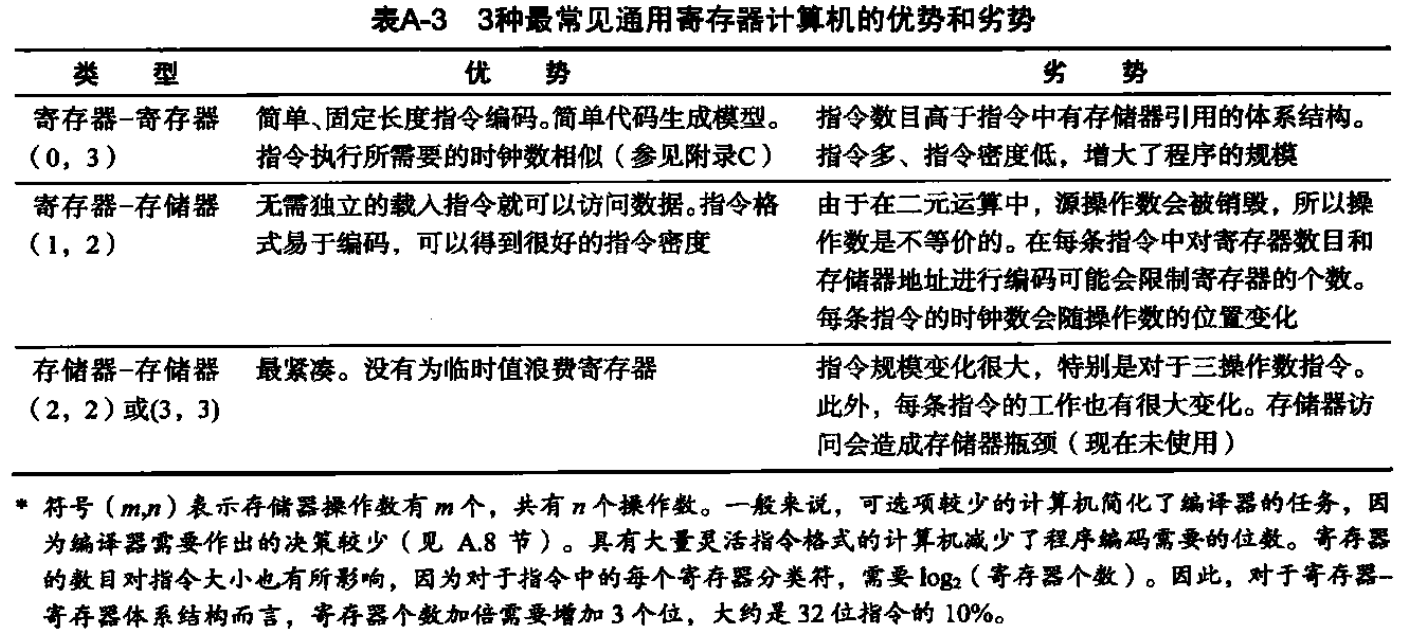 表A-3 3种最常见通用寄存器计算机的优势和劣势
类 型 优 势 劣 势
寄存器–寄存器 简单、固定长度指令编码。简单代码生成模型。 指令数目高于指令中有存储器引用的体系结构。
（0，3） 指令执行所需要的时钟数相似（参见附录C） 指令多、指令密度低，增大了程序的规模
寄存器–存储器 无需独立的载入指令就可以访问数据。指令格 由于在二元运算中，源操作数会被销毁，所以操
（1，2） 式易于编码，可以得到很好的指令密度 作数是不等价的。在每条指令中对寄存器数目和
存储器地址进行编码可能会限制寄存器的个数。
每条指令的时钟数会随操作数的位置变化
存储器–存储器 最紧凑。没有为临时值浪费寄存器 指令规模变化很大，特别是对于三操作数指令。
（2，2）或(3，3) 此外，每条指令的工作也有很大变化。存储器访
问会造成存储器瓶颈（现在未使用）
* 符号（m,n）表示存储器操作数有 m 个，共有 n 个操作数。一般来说，可选项较少的计算机简化了编译器的任务，因
为编译器需要作出的决策较少（见 A.8 节）。具有大量灵活指令格式的计算机减少了程序编码需要的位数。寄存器
的数目对指令大小也有所影响，因为对于指令中的每个寄存器分类符，需要 log₂（寄存器个数）。因此，对于寄存器–
寄存器体系结构而言，寄存器个数加倍需要增加 3 个位，大约是 32 位指令的 10%。